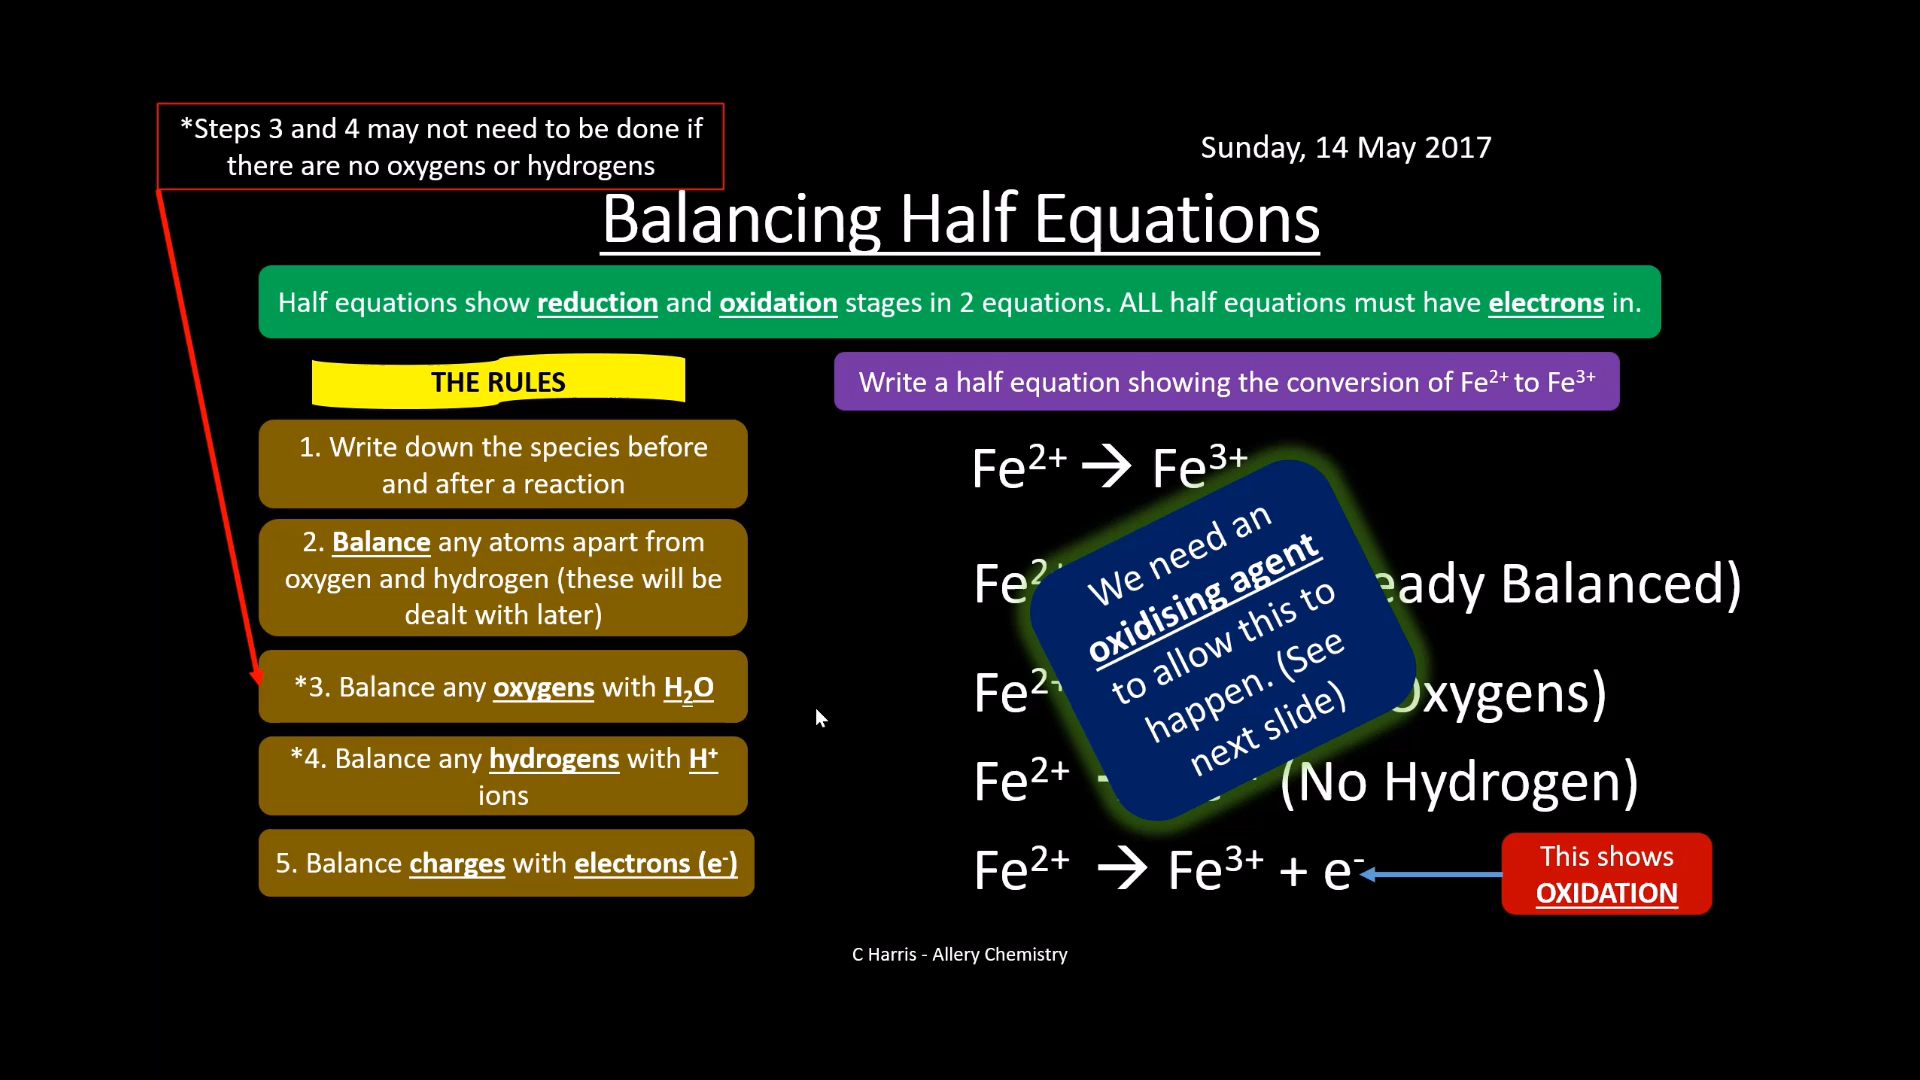 *Steps 3 and 4 may not need to be done if
there are no oxygens or hydrogens
Sunday, 14 May 2017
Balancing Half Equations
Half equations show reduction and oxidation stages in 2 equations. ALL half equations must have electrons in.
THE RULES
1. Write down the species before
and after a reaction
2. Balance any atoms apart from
oxygen and hydrogen (these will be
dealt with later)
*3. Balance any oxygens with H₂O
*4. Balance any hydrogens with H⁺
ions
5. Balance charges with electrons (e⁻)
Write a half equation showing the conversion of Fe²⁺ to Fe³⁺
Fe²⁺ → Fe³⁺
Balanced)
Fe²⁺ (No Hydrogen)
Fe²⁺ → Fe³⁺ + e⁻
We need an
oxidising agent
to allow this to
happen. (See
next slide)
This shows
OXIDATION
C Harris - Allery Chemistry